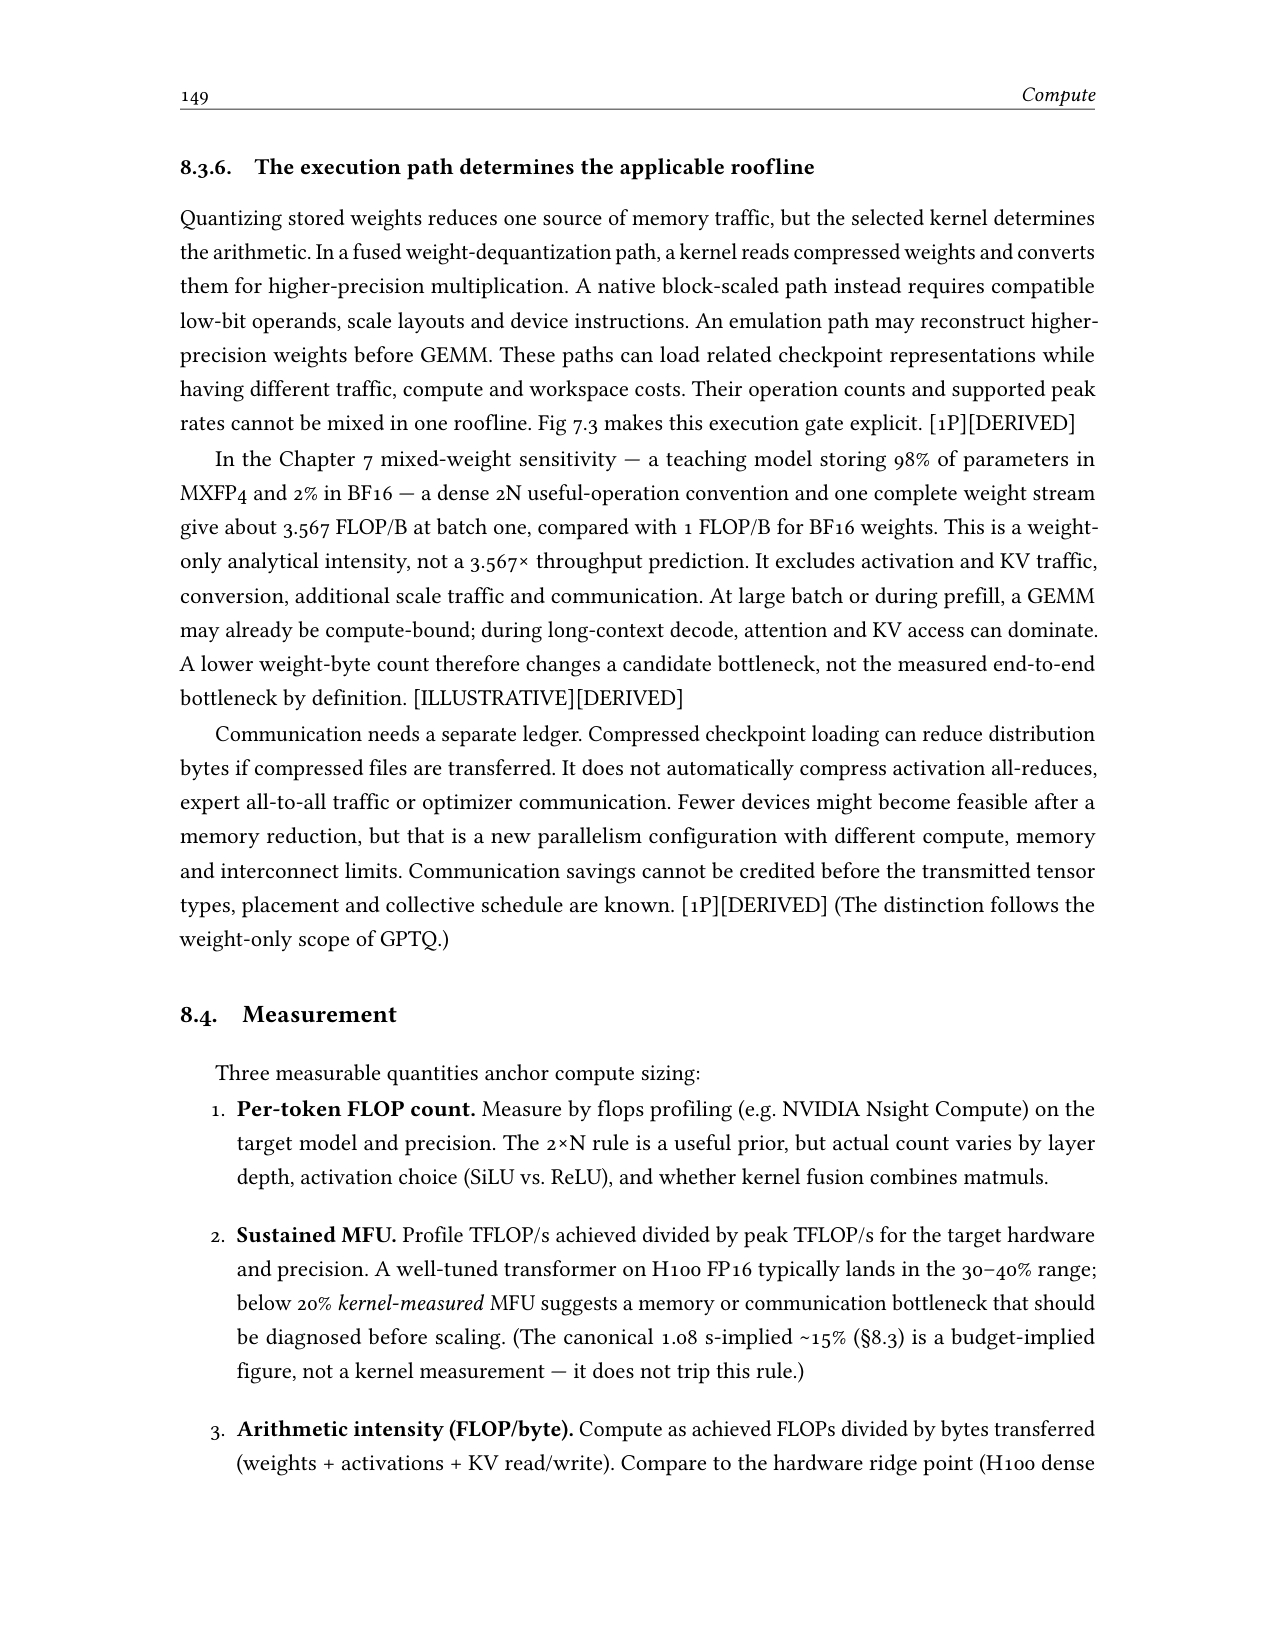 149 Compute
8.3.6. The execution path determines the applicable roofline
Quantizing stored weights reduces one source of memory traffic, but the selected kernel determines
the arithmetic. In a fused weight-dequantization path, a kernel reads compressed weights and converts
them for higher-precision multiplication. A native block-scaled path instead requires compatible
low-bit operands, scale layouts and device instructions. An emulation path may reconstruct higher-
precision weights before GEMM. These paths can load related checkpoint representations while
having different traffic, compute and workspace costs. Their operation counts and supported peak
rates cannot be mixed in one roofline. Fig 7.3 makes this execution gate explicit. [1P][DERIVED]
In the Chapter 7 mixed-weight sensitivity — a teaching model storing 98% of parameters in
MXFP4 and 2% in BF16 — a dense 2N useful-operation convention and one complete weight stream
give about 3.567 FLOP/B at batch one, compared with 1 FLOP/B for BF16 weights. This is a weight-
only analytical intensity, not a 3.567× throughput prediction. It excludes activation and KV traffic,
conversion, additional scale traffic and communication. At large batch or during prefill, a GEMM
may already be compute-bound; during long-context decode, attention and KV access can dominate.
A lower weight-byte count therefore changes a candidate bottleneck, not the measured end-to-end
bottleneck by definition. [ILLUSTRATIVE][DERIVED]
Communication needs a separate ledger. Compressed checkpoint loading can reduce distribution
bytes if compressed files are transferred. It does not automatically compress activation all-reduces,
expert all-to-all traffic or optimizer communication. Fewer devices might become feasible after a
memory reduction, but that is a new parallelism configuration with different compute, memory
and interconnect limits. Communication savings cannot be credited before the transmitted tensor
types, placement and collective schedule are known. [1P][DERIVED] (The distinction follows the
weight-only scope of GPTQ.)
8.4. Measurement
Three measurable quantities anchor compute sizing:
1. Per-token FLOP count. Measure by flops profiling (e.g. NVIDIA Nsight Compute) on the
target model and precision. The 2×N rule is a useful prior, but actual count varies by layer
depth, activation choice (SiLU vs. ReLU), and whether kernel fusion combines matmuls.
2. Sustained MFU. Profile TFLOP/s achieved divided by peak TFLOP/s for the target hardware
and precision. A well-tuned transformer on H100 FP16 typically lands in the 30–40% range;
below 20% kernel-measured MFU suggests a memory or communication bottleneck that should
be diagnosed before scaling. (The canonical 1.08 s-implied ~15% (§8.3) is a budget-implied
figure, not a kernel measurement — it does not trip this rule.)
3. Arithmetic intensity (FLOP/byte). Compute as achieved FLOPs divided by bytes transferred
(weights + activations + KV read/write). Compare to the hardware ridge point (H100 dense